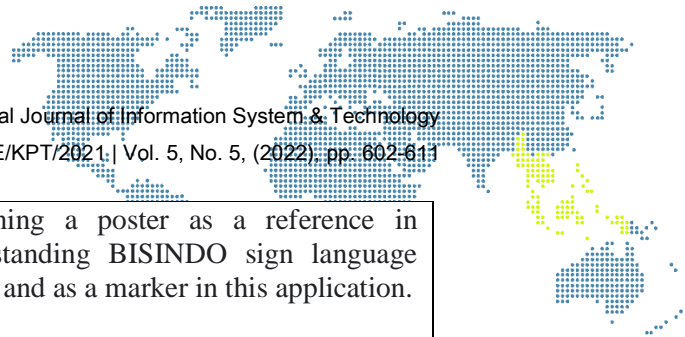 al Journal of Information System & Technology
E/KPT/2021 | Vol. 5, No. 5, (2022), pp. 602-611
ning a poster as a reference in
standing BISINDO sign language
and as a marker in this application.